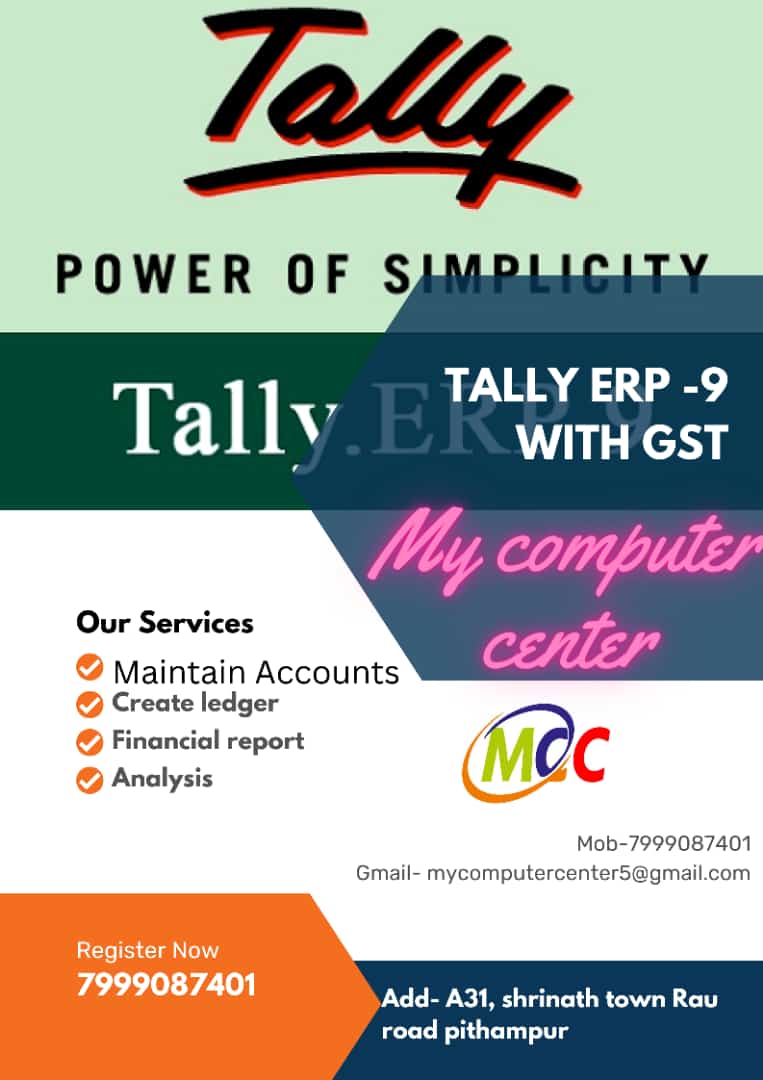 Tally
POWER OF SIMPLICITY
Tally.ERP 9
TALLY ERP -9
WITH GST
My computer
center
Our Services
Maintain Accounts
Create ledger
Financial report
Analysis
MCC
Mob-7999087401
Gmail- mycomputercenter5@gmail.com
Register Now
7999087401
Add- A31, shrinath town Rau
road pithampur